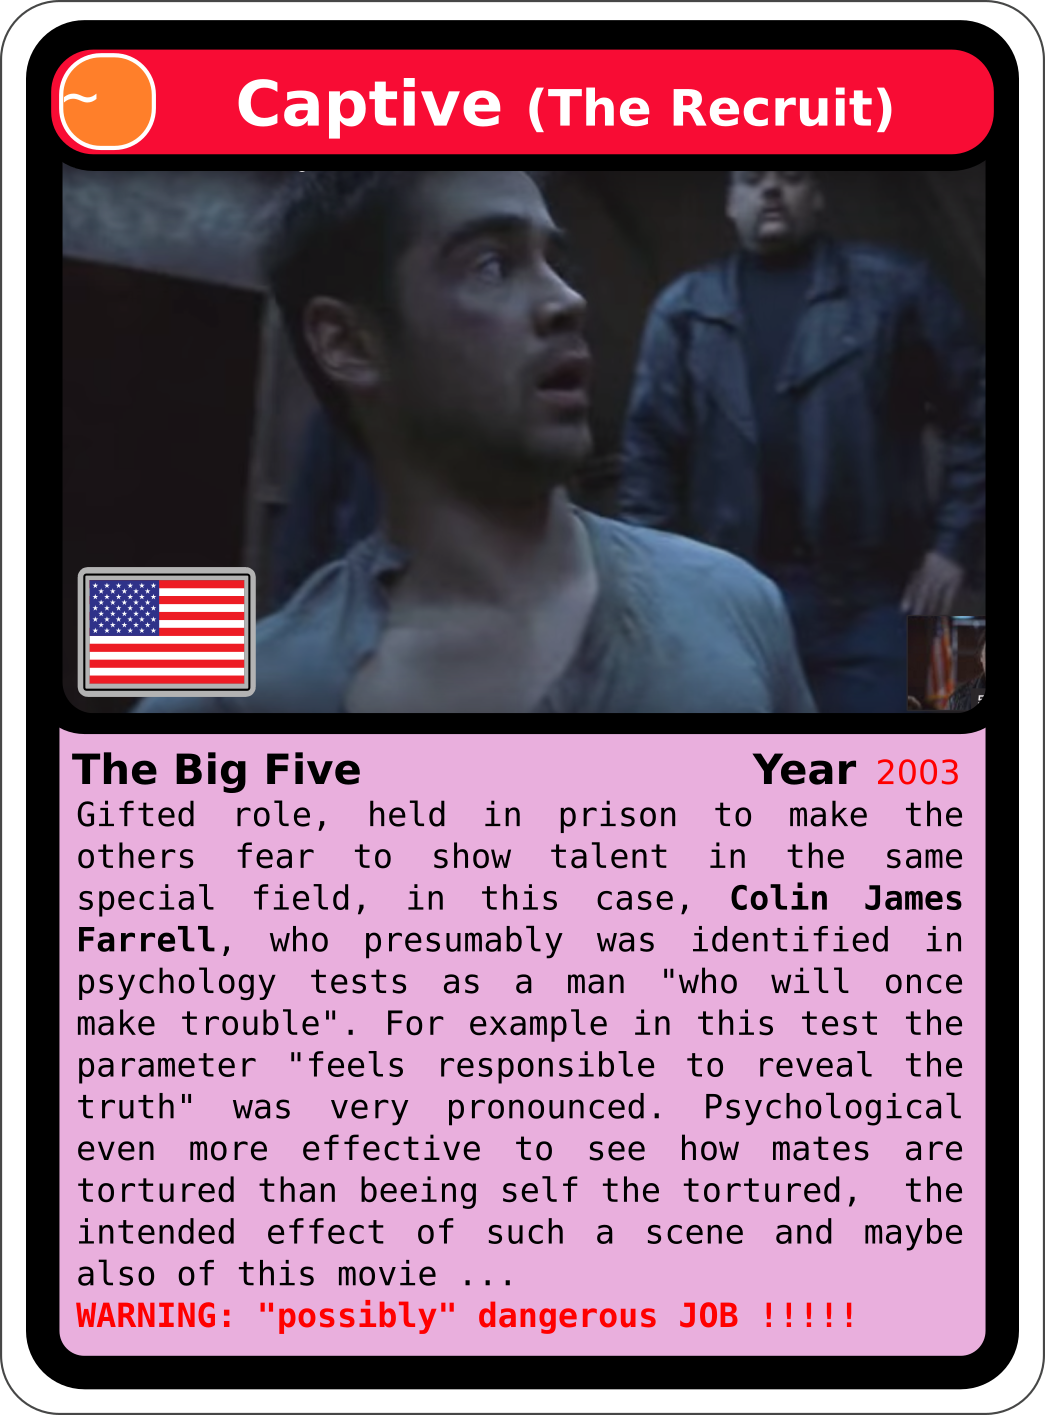 ~
Captive (The Recruit)
The Big Five Year 2003
Gifted role, held in prison to make the
others fear to show talent in the same
special field, in this case, Colin James
Farrell, who presumably was identified in
psychology tests as a man "who will once
make trouble". For example in this test the
parameter "feels responsible to reveal the
truth" was very pronounced. Psychological
even more effective to see how mates are
tortured than beeing self the tortured, the
intended effect of such a scene and maybe
also of this movie ...
WARNING: "possibly" dangerous JOB !!!!!